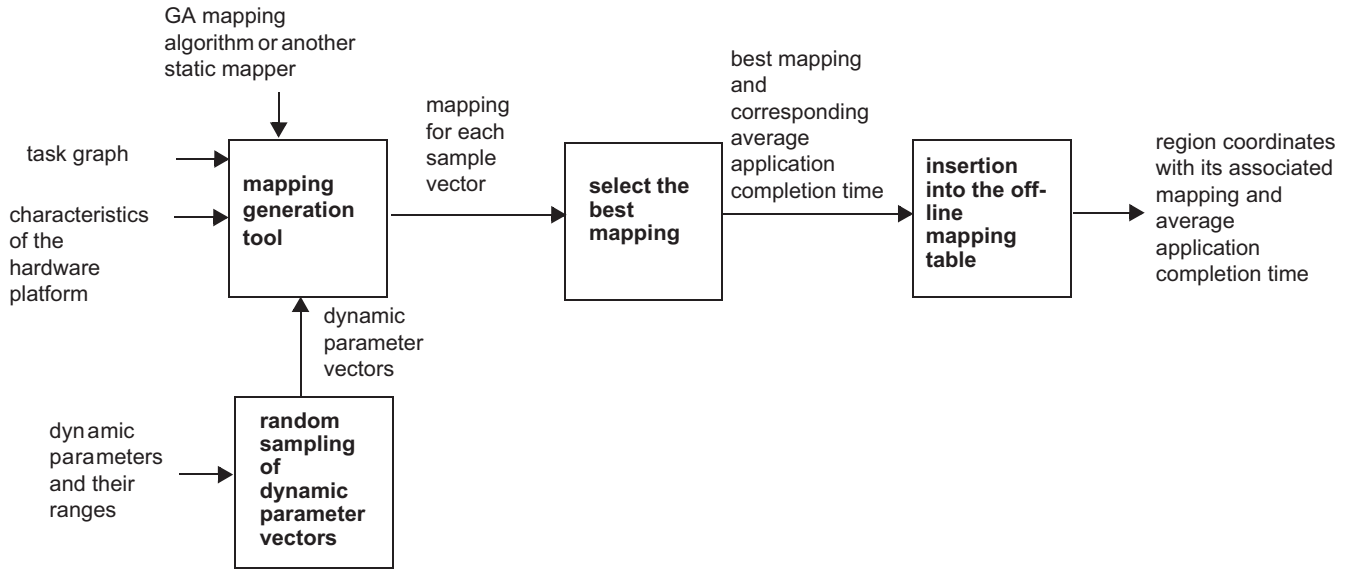 GA mapping
algorithm or another
static mapper
task graph
characteristics
of the
hardware
platform
mapping
generation
tool
mapping
for each
sample
vector
select the
best
mapping
best mapping
and
corresponding
average
application
completion time
insertion
into the off-
line
mapping
table
region coordinates
with its associated
mapping and
average
application
completion time
dynamic
parameter
vectors
dynamic
parameters
and their
ranges
random
sampling
of
dynamic
parameter
vectors